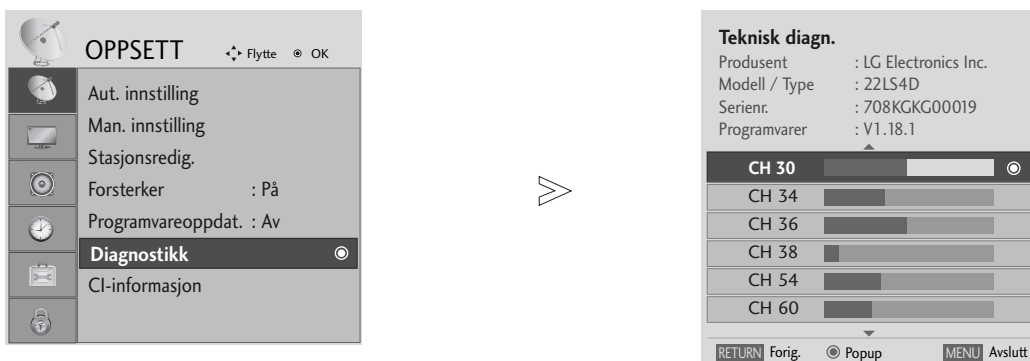 OPPSETT Flytte OK
Aut. innstilling
Man. innstilling
Stasjonsredig.
Forsterker : På
Programvareoppdat. : Av
Diagnostikk
CI-informasjon
Teknisk diagn.
Produsent : LG Electronics Inc.
Modell / Type : 22LS4D
Serienr. : 708KGKG00019
Programvarer : V1.18.1
CH 30
CH 34
CH 36
CH 38
CH 54
CH 60
RETURN Forig. Popup MENU Avslutt